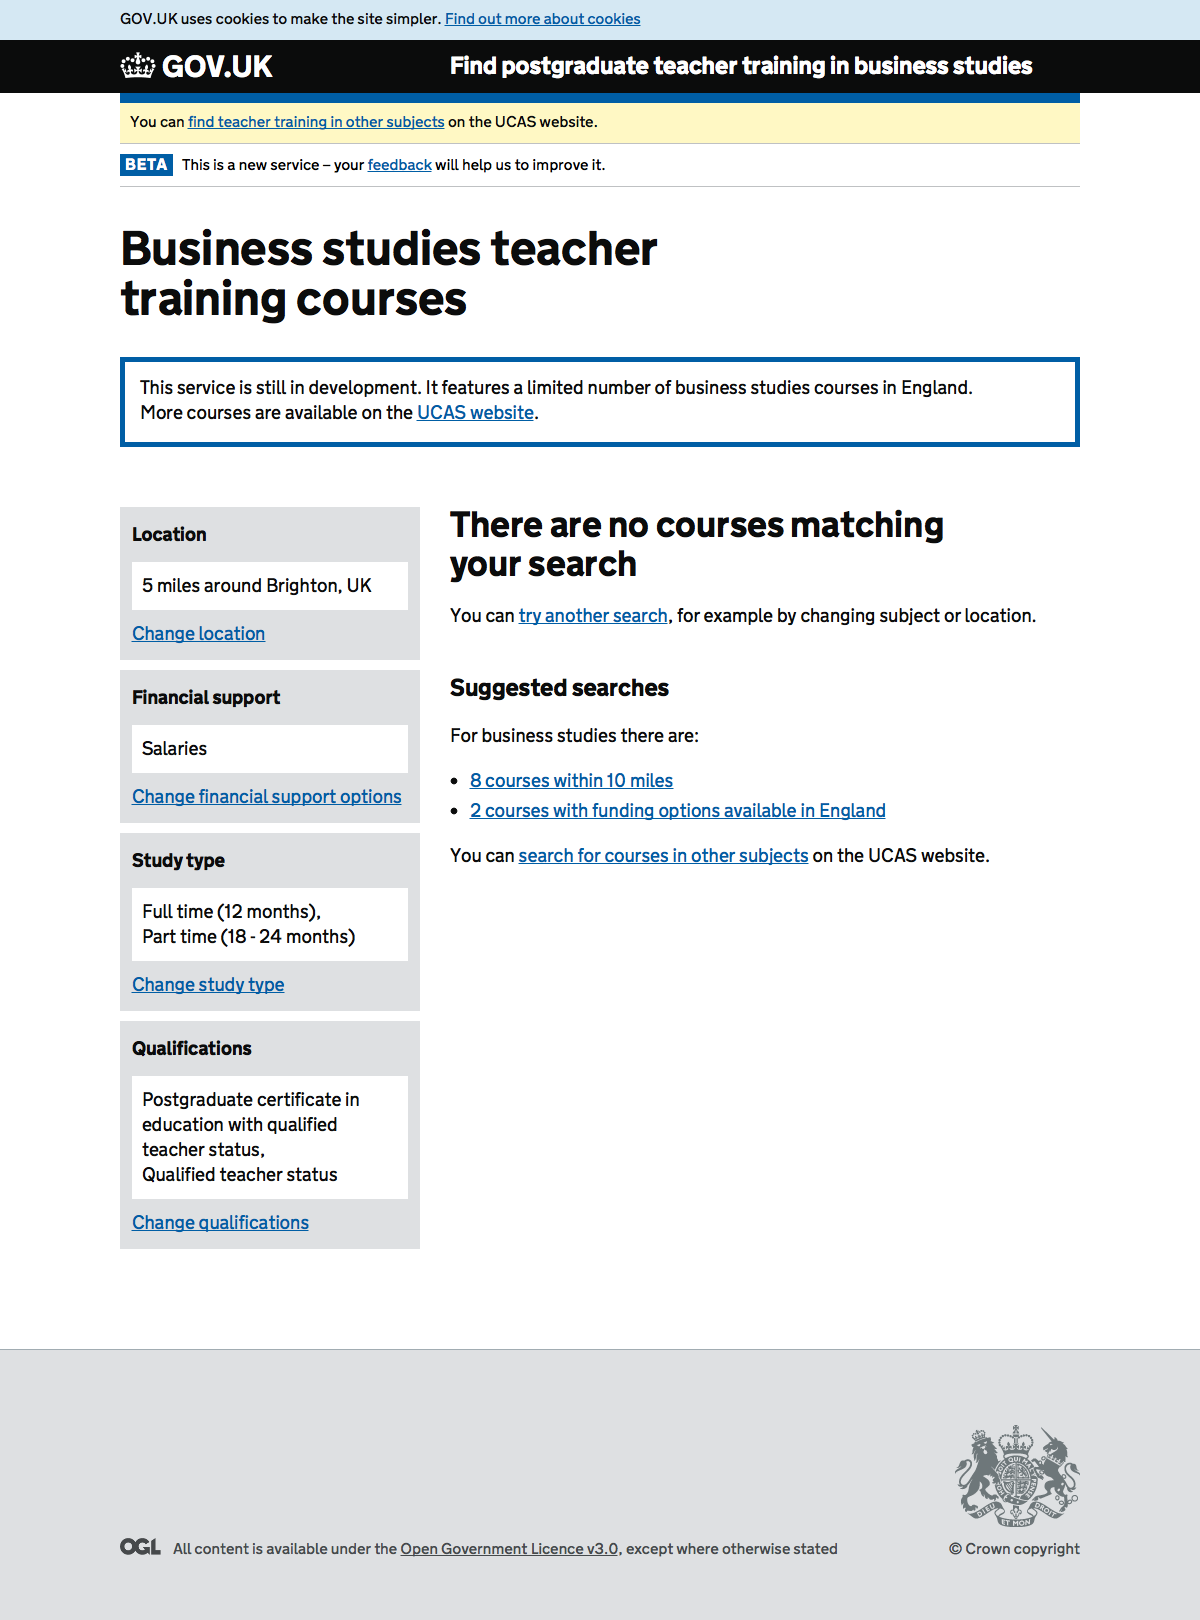 GOV.UK uses cookies to make the site simpler. Find out more about cookies
GOV.UK
Find postgraduate teacher training in business studies
You can find teacher training in other subjects on the UCAS website.
BETA This is a new service – your feedback will help us to improve it.
Business studies teacher
training courses
This service is still in development. It features a limited number of business studies courses in England.
More courses are available on the UCAS website.
Location
5 miles around Brighton, UK
Change location
Financial support
Salaries
Change financial support options
Study type
Full time (12 months),
Part time (18 - 24 months)
Change study type
Qualifications
Postgraduate certificate in
education with qualified
teacher status,
Qualified teacher status
Change qualifications
There are no courses matching
your search
You can try another search, for example by changing subject or location.
Suggested searches
For business studies there are:
• 8 courses within 10 miles
• 2 courses with funding options available in England
You can search for courses in other subjects on the UCAS website.
DIEU ET MON DROIT
OGL All content is available under the Open Government Licence v3.0, except where otherwise stated
© Crown copyright